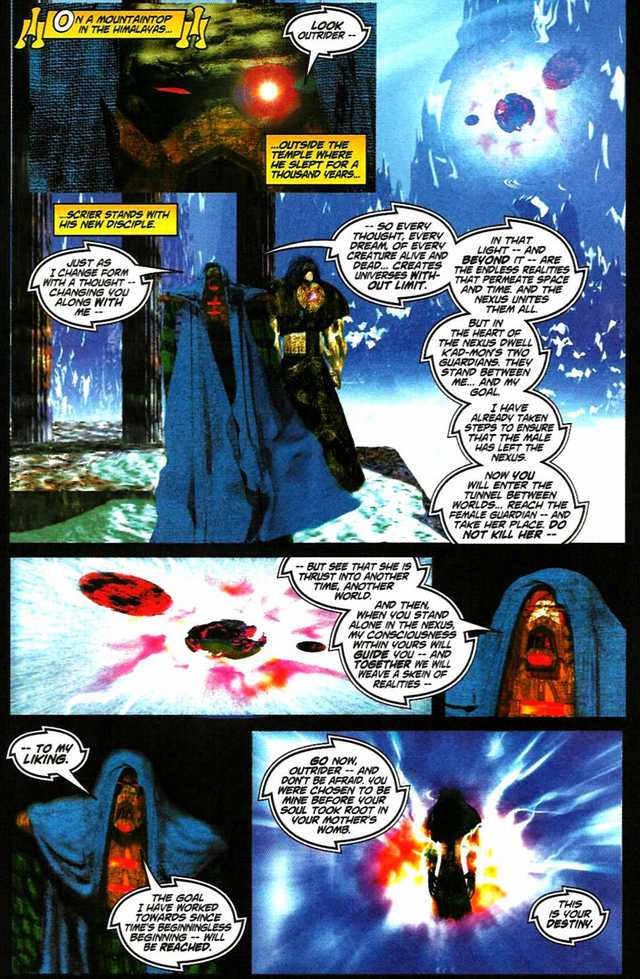 ON A MOUNTAINTOP
IN THE HIMALAYAS...
LOOK
OUTRIDER --
...OUTSIDE THE
TEMPLE WHERE
HE SLEPT FOR A
THOUSAND YEARS...
...SCRIER STANDS WITH
HIS NEW DISCIPLE.
JUST AS
I CHANGE FORM
WITH A THOUGHT --
CHANGING YOU
ALONG WITH
ME --
-- SO EVERY
THOUGHT, EVERY
DREAM, OF EVERY
CREATURE ALIVE AND
DEAD... CREATES
UNIVERSES WITH-
OUT LIMIT.
IN THAT
LIGHT -- AND
BEYOND IT -- ARE
THE ENDLESS REALITIES
THAT PERMEATE SPACE
AND TIME. AND THE
NEXUS UNITES
THEM ALL.
BUT IN
THE HEART OF
THE NEXUS DWELL
K'AD-MON'S TWO
GUARDIANS. THEY
STAND BETWEEN
ME... AND MY
GOAL.
I HAVE
ALREADY TAKEN
STEPS TO ENSURE
THAT THE MALE
HAS LEFT THE
NEXUS.
NOW YOU
WILL ENTER THE
TUNNEL BETWEEN
WORLDS... REACH THE
FEMALE GUARDIAN -- AND
TAKE HER PLACE. DO
NOT KILL HER --
-- BUT SEE THAT SHE IS
THRUST INTO ANOTHER
TIME, ANOTHER
WORLD.
AND THEN,
WHEN YOU STAND
ALONE IN THE NEXUS,
MY CONSCIOUSNESS
WITHIN YOURS WILL
GUIDE YOU -- AND
TOGETHER WE WILL
WEAVE A SKEIN OF
REALITIES --
-- TO MY
LIKING.
THE GOAL
I HAVE WORKED
TOWARDS SINCE
TIME'S BEGINNINGLESS
BEGINNING -- WILL
BE REACHED.
GO NOW,
OUTRIDER -- AND
DON'T BE AFRAID. YOU
WERE CHOSEN TO BE
MINE BEFORE YOUR
SOUL TOOK ROOT IN
YOUR MOTHER'S
WOMB.
THIS
IS YOUR
DESTINY.